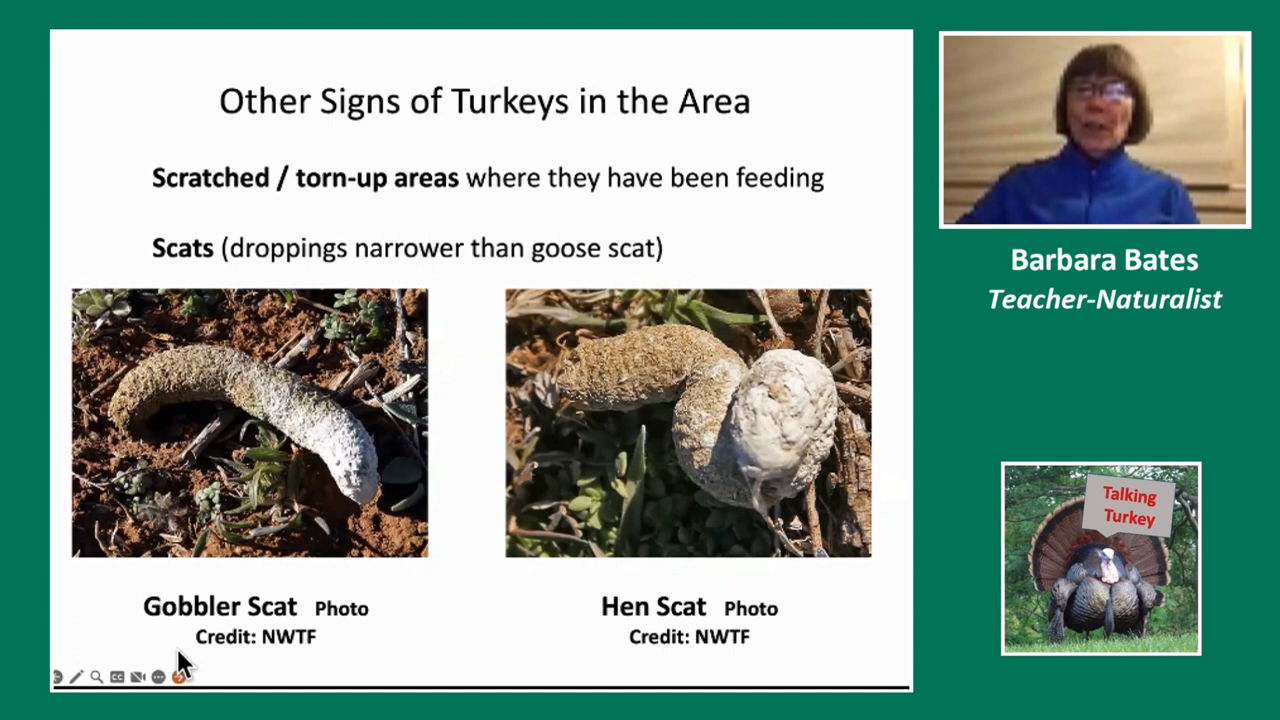 Other Signs of Turkeys in the Area
Scratched / torn-up areas where they have been feeding
Scats (droppings narrower than goose scat)
Gobbler Scat Photo
Credit: NWTF
Hen Scat Photo
Credit: NWTF
CC
Barbara Bates
Teacher-Naturalist
Talking
Turkey